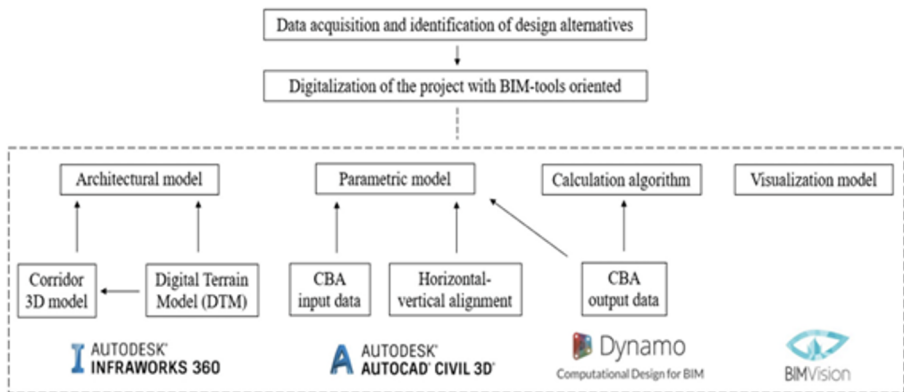 Data acquisition and identification of design alternatives
Digitalization of the project with BIM-tools oriented
Architectural model
Parametric model
Calculation algorithm
Visualization model
Corridor
3D model
Digital Terrain
Model (DTM)
CBA
input data
Horizontal-
vertical alignment
CBA
output data
AUTODESK®
INFRAWORKS 360
AUTODESK®
AUTOCAD® CIVIL 3D®
Dynamo
Computational Design for BIM
BIMVision